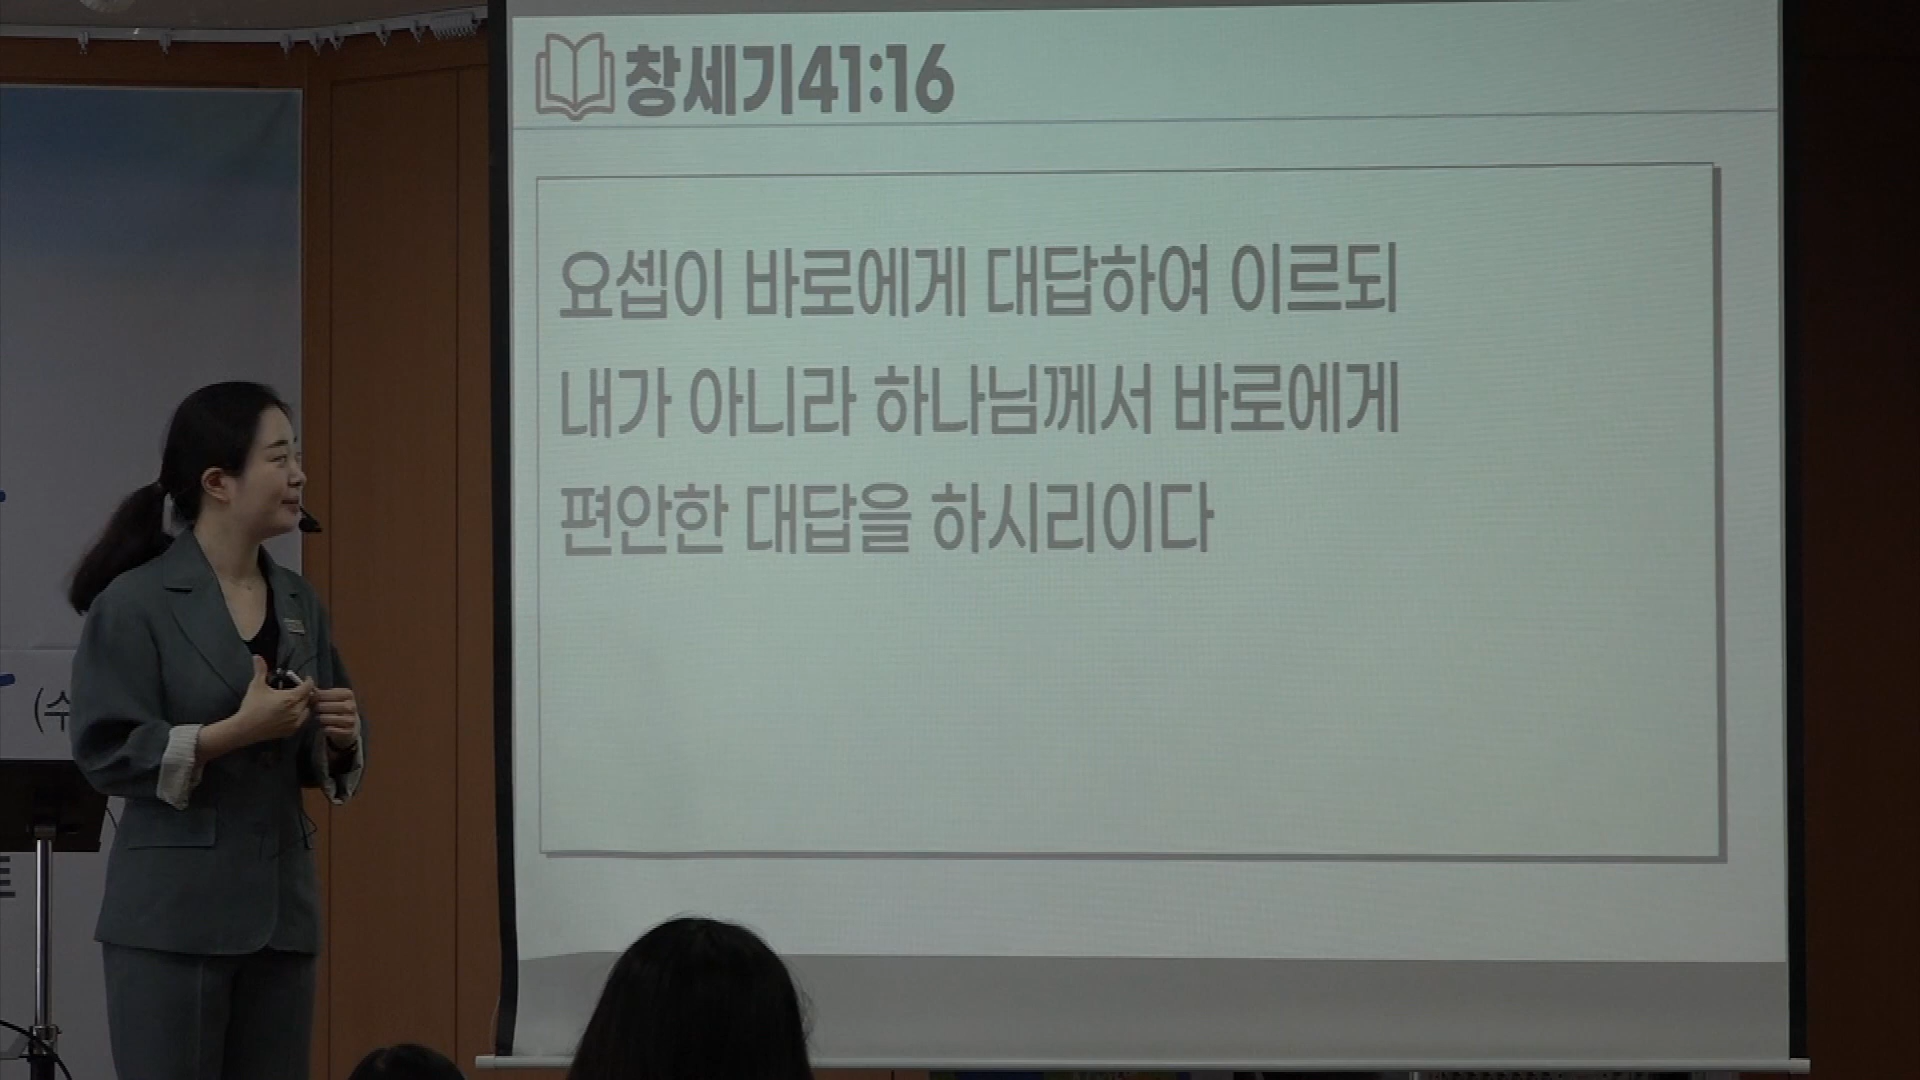 창세기41:16
요셉이 바로에게 대답하여 이르되
내가 아니라 하나님께서 바로에게
편안한 대답을 하시리이다
(수
트